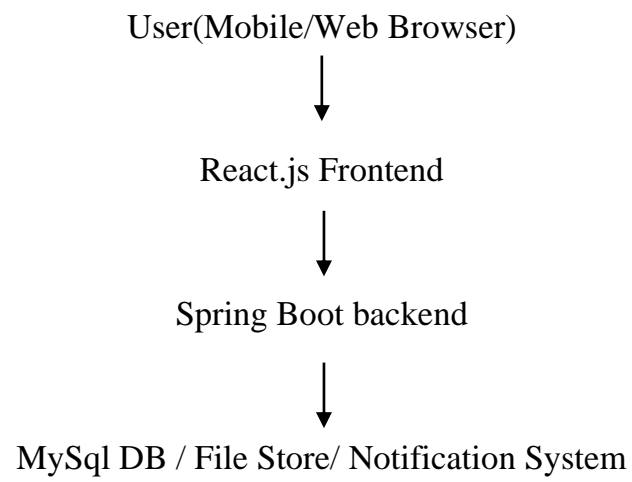 User(Mobile/Web Browser)
React.js Frontend
Spring Boot backend
MySql DB / File Store/ Notification System